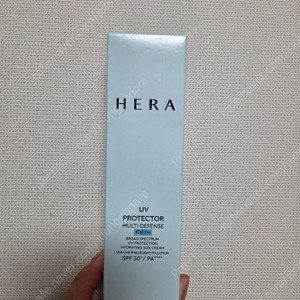 HERA
UV
PROTECTOR
MULTI-DEFENSE
FRESH
BROAD SPECTRUM
UV PROTECTION
HYDRATING SUN CREAM
SPF 50+/ PA++++